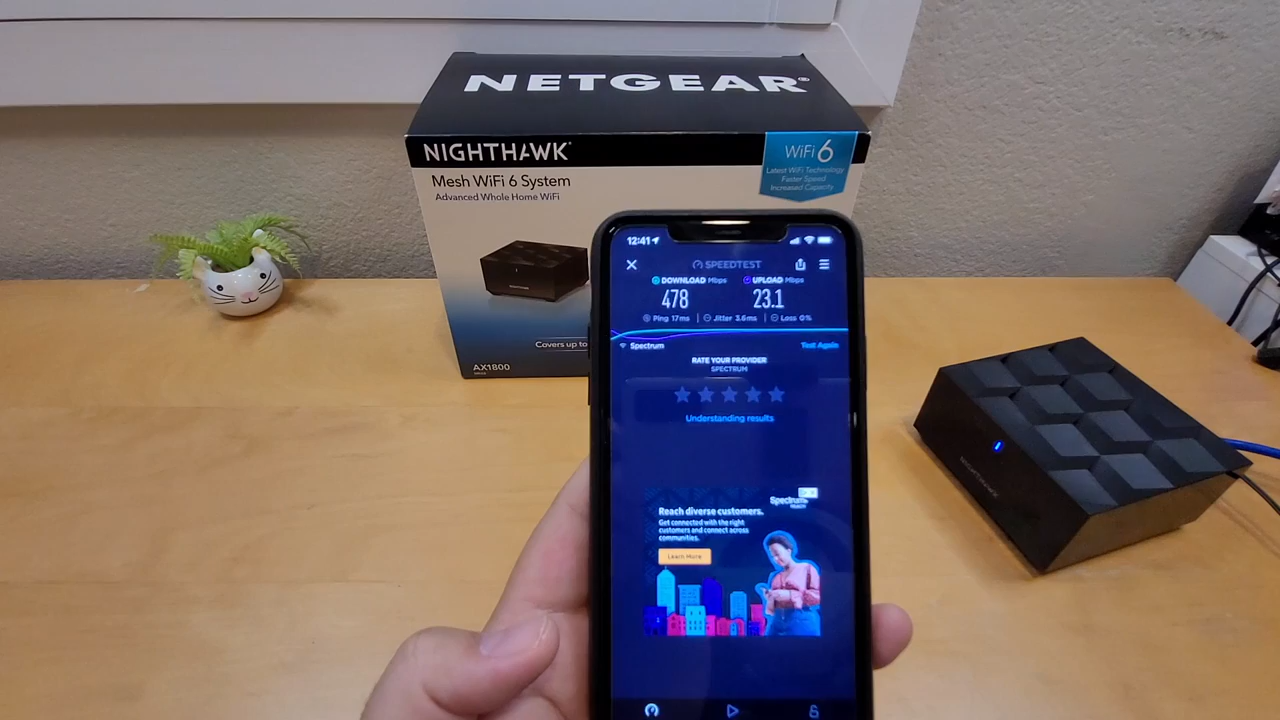 NETGEAR®
NIGHTHAWK®
Mesh WiFi 6 System
Advanced Whole Home WiFi
WiFi 6
Latest WiFi Technology
Faster Speed
Increased Capacity
Covers up to
AX1800
12:41
SPEEDTEST
DOWNLOAD Mbps
UPLOAD Mbps
478
23.1
Ping 17ms
Jitter 3.6ms
Loss 0%
Spectrum
Test Again
RATE YOUR PROVIDER
SPECTRUM
Understanding results
Spectrum
REACH
Reach diverse customers.
Get connected with the right
customers and connect across
communities.
Learn More
NIGHTHAWK